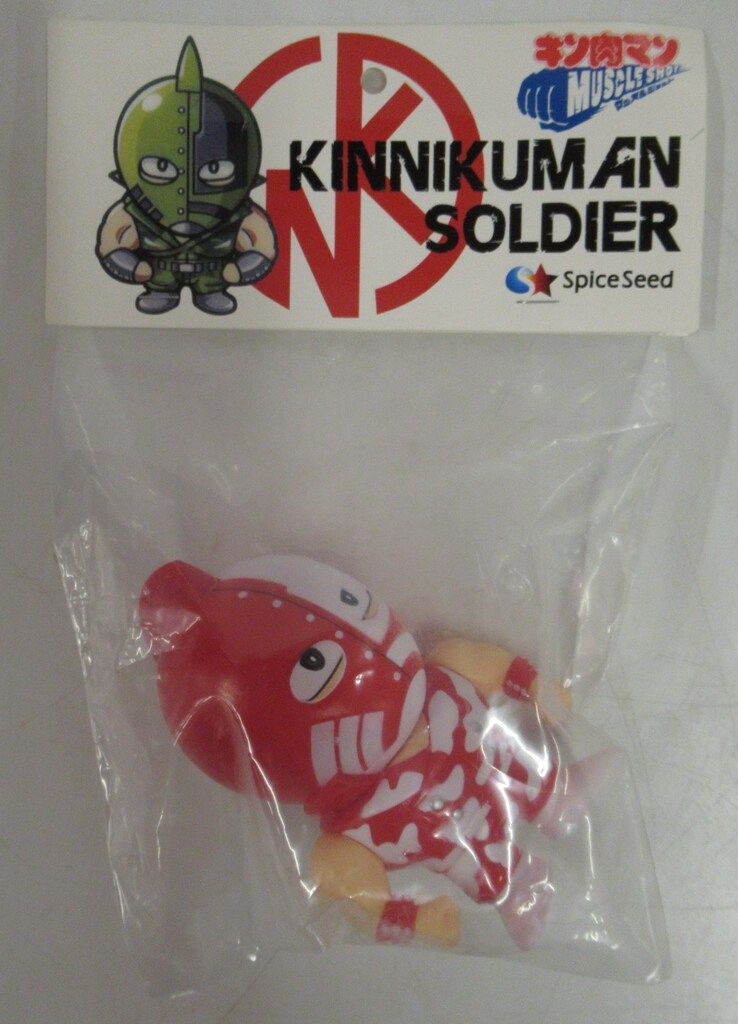 キン肉マン
MUSCLE SHOT
KINNIKUMAN
SOLDIER
SpiceSeed